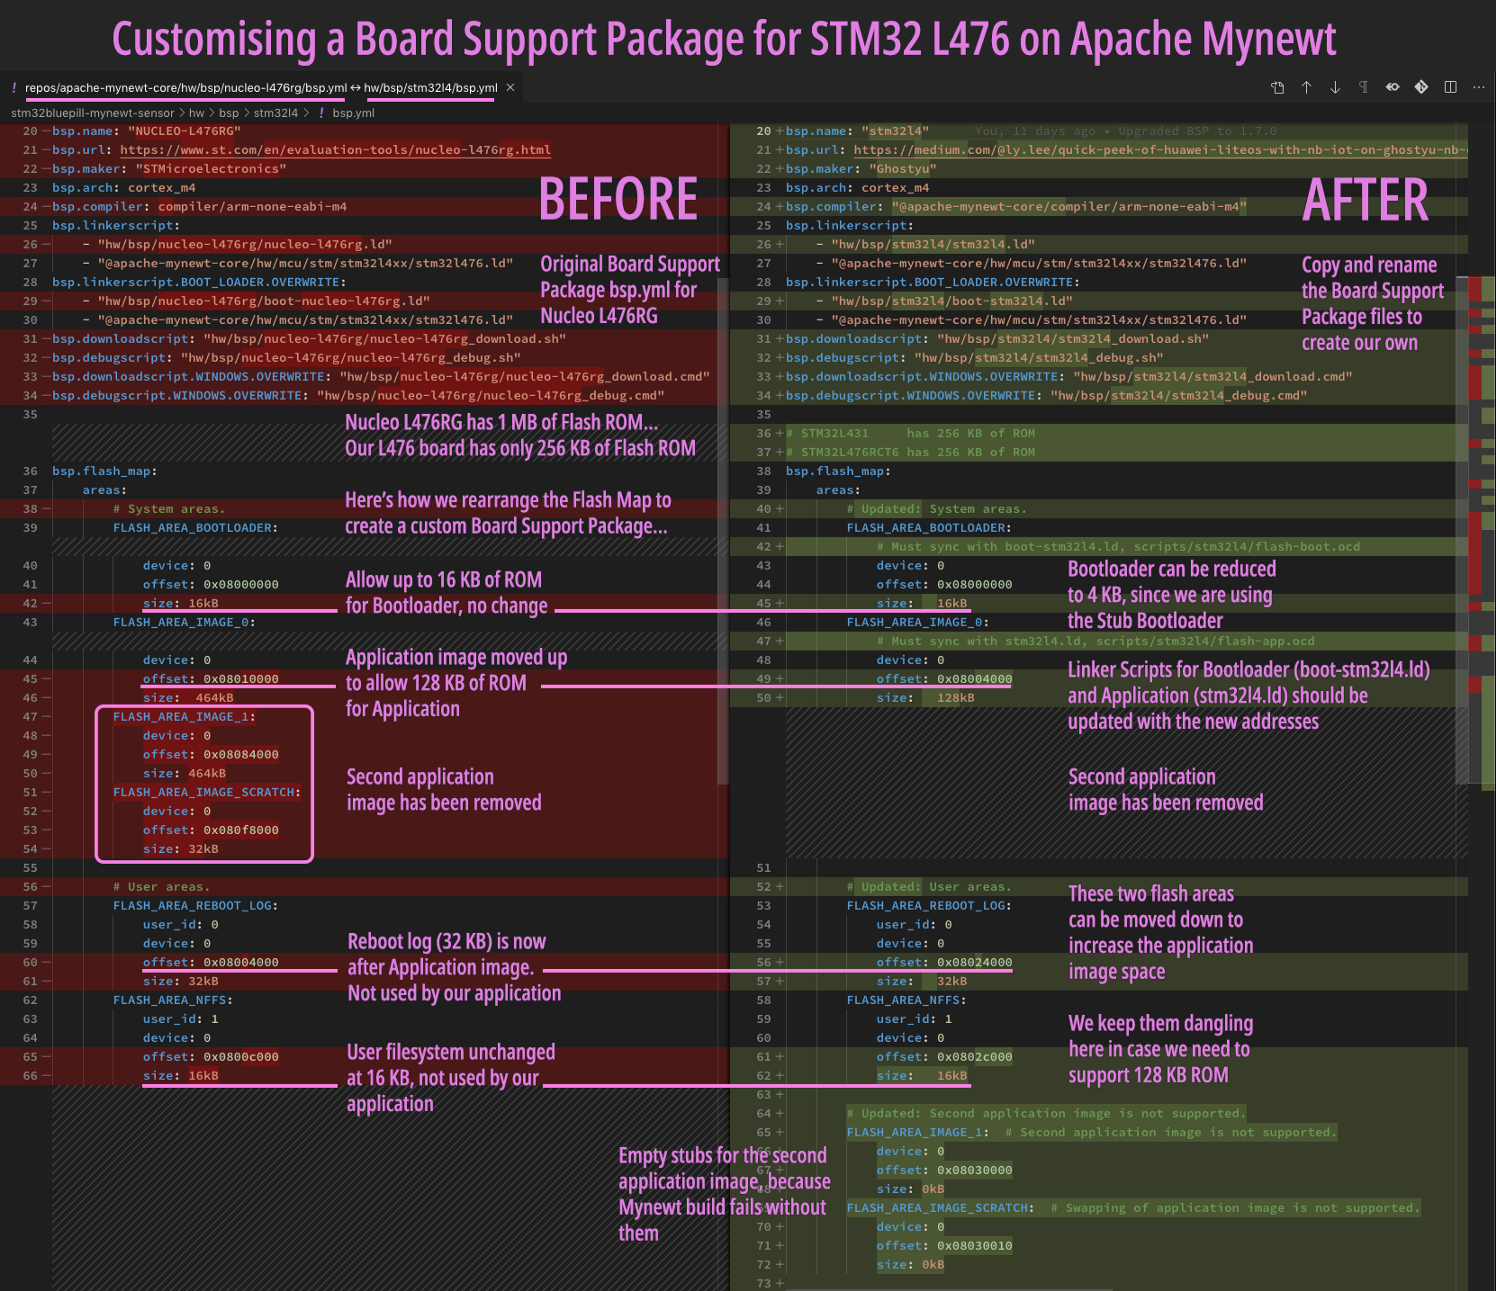 Customising a Board Support Package for STM32 L476 on Apache Mynewt
! repos/apache-mynewt-core/hw/bsp/nucleo-l476rg/bsp.yml ↔ hw/bsp/stm32l4/bsp.yml ×
stm32bluepill-mynewt-sensor > hw > bsp > stm32l4 > ! bsp.yml
20 − bsp.name: "NUCLEO-L476RG"
21 − bsp.url: https://www.st.com/en/evaluation-tools/nucleo-l476rg.html
22 − bsp.maker: "STMicroelectronics"
23 bsp.arch: cortex_m4
24 − bsp.compiler: compiler/arm-none-eabi-m4
25 bsp.linkerscript:
26 − - "hw/bsp/nucleo-l476rg/nucleo-l476rg.ld"
27 - "@apache-mynewt-core/hw/mcu/stm/stm32l4xx/stm32l476.ld"
28 bsp.linkerscript.BOOT_LOADER.OVERWRITE:
29 − - "hw/bsp/nucleo-l476rg/boot-nucleo-l476rg.ld"
30 - "@apache-mynewt-core/hw/mcu/stm/stm32l4xx/stm32l476.ld"
31 − bsp.downloadscript: "hw/bsp/nucleo-l476rg/nucleo-l476rg_download.sh"
32 − bsp.debugscript: "hw/bsp/nucleo-l476rg/nucleo-l476rg_debug.sh"
33 − bsp.downloadscript.WINDOWS.OVERWRITE: "hw/bsp/nucleo-l476rg/nucleo-l476rg_download.cmd"
34 − bsp.debugscript.WINDOWS.OVERWRITE: "hw/bsp/nucleo-l476rg/nucleo-l476rg_debug.cmd"
35
36 bsp.flash_map:
37 areas:
38 − # System areas.
39 FLASH_AREA_BOOTLOADER:
40 device: 0
41 offset: 0x08000000
42 − size: 16kB
43 FLASH_AREA_IMAGE_0:
44 device: 0
45 − offset: 0x08010000
46 − size: 464kB
47 − FLASH_AREA_IMAGE_1:
48 − device: 0
49 − offset: 0x08084000
50 − size: 464kB
51 − FLASH_AREA_IMAGE_SCRATCH:
52 − device: 0
53 − offset: 0x080f8000
54 − size: 32kB
55
56 − # User areas.
57 FLASH_AREA_REBOOT_LOG:
58 user_id: 0
59 device: 0
60 − offset: 0x08004000
61 − size: 32kB
62 FLASH_AREA_NFFS:
63 user_id: 1
64 device: 0
65 − offset: 0x0800c000
66 − size: 16kB
BEFORE
Original Board Support
Package bsp.yml for
Nucleo L476RG
Nucleo L476RG has 1 MB of Flash ROM...
Our L476 board has only 256 KB of Flash ROM
Here's how we rearrange the Flash Map to
create a custom Board Support Package...
Allow up to 16 KB of ROM
for Bootloader, no change
Application image moved up
to allow 128 KB of ROM
for Application
Second application
image has been removed
Reboot log (32 KB) is now
after Application image.
Not used by our application
User filesystem unchanged
at 16 KB, not used by our
application
Empty stubs for the second
application image, because
Mynewt build fails without
them
20 + bsp.name: "stm32l4" You, 11 days ago • Upgraded BSP to 1.7.0
21 + bsp.url: https://medium.com/@ly.lee/quick-peek-of-huawei-liteos-with-nb-iot-on-ghostyu-nb-
22 + bsp.maker: "Ghostyu"
23 bsp.arch: cortex_m4
24 + bsp.compiler: "@apache-mynewt-core/compiler/arm-none-eabi-m4"
25 bsp.linkerscript:
26 + - "hw/bsp/stm32l4/stm32l4.ld"
27 - "@apache-mynewt-core/hw/mcu/stm/stm32l4xx/stm32l476.ld"
28 bsp.linkerscript.BOOT_LOADER.OVERWRITE:
29 + - "hw/bsp/stm32l4/boot-stm32l4.ld"
30 - "@apache-mynewt-core/hw/mcu/stm/stm32l4xx/stm32l476.ld"
31 + bsp.downloadscript: "hw/bsp/stm32l4/stm32l4_download.sh"
32 + bsp.debugscript: "hw/bsp/stm32l4/stm32l4_debug.sh"
33 + bsp.downloadscript.WINDOWS.OVERWRITE: "hw/bsp/stm32l4/stm32l4_download.cmd"
34 + bsp.debugscript.WINDOWS.OVERWRITE: "hw/bsp/stm32l4/stm32l4_debug.cmd"
35
36 + # STM32L431 has 256 KB of ROM
37 + # STM32L476RCT6 has 256 KB of ROM
38 bsp.flash_map:
39 areas:
40 + # Updated: System areas.
41 FLASH_AREA_BOOTLOADER:
42 + # Must sync with boot-stm32l4.ld, scripts/stm32l4/flash-boot.ocd
43 device: 0
44 offset: 0x08000000
45 + size: 16kB
46 FLASH_AREA_IMAGE_0:
47 + # Must sync with stm32l4.ld, scripts/stm32l4/flash-app.ocd
48 device: 0
49 + offset: 0x08004000
50 + size: 128kB
51
52 + # Updated: User areas.
53 FLASH_AREA_REBOOT_LOG:
54 user_id: 0
55 device: 0
56 + offset: 0x08024000
57 + size: 32kB
58 FLASH_AREA_NFFS:
59 user_id: 1
60 device: 0
61 + offset: 0x0802c000
62 + size: 16kB
63 +
64 + # Updated: Second application image is not supported.
65 + FLASH_AREA_IMAGE_1: # Second application image is not supported.
66 + device: 0
67 + offset: 0x08030000
68 + size: 0kB
FLASH_AREA_IMAGE_SCRATCH: # Swapping of application image is not supported.
70 + device: 0
71 + offset: 0x08030010
72 + size: 0kB
73 +
AFTER
Copy and rename
the Board Support
Package files to
create our own
Bootloader can be reduced
to 4 KB, since we are using
the Stub Bootloader
Linker Scripts for Bootloader (boot-stm32l4.ld)
and Application (stm32l4.ld) should be
updated with the new addresses
Second application
image has been removed
These two flash areas
can be moved down to
increase the application
image space
We keep them dangling
here in case we need to
support 128 KB ROM